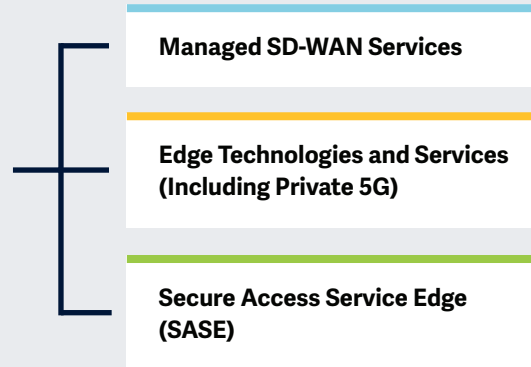 Managed SD-WAN Services
Edge Technologies and Services
(Including Private 5G)
Secure Access Service Edge
(SASE)